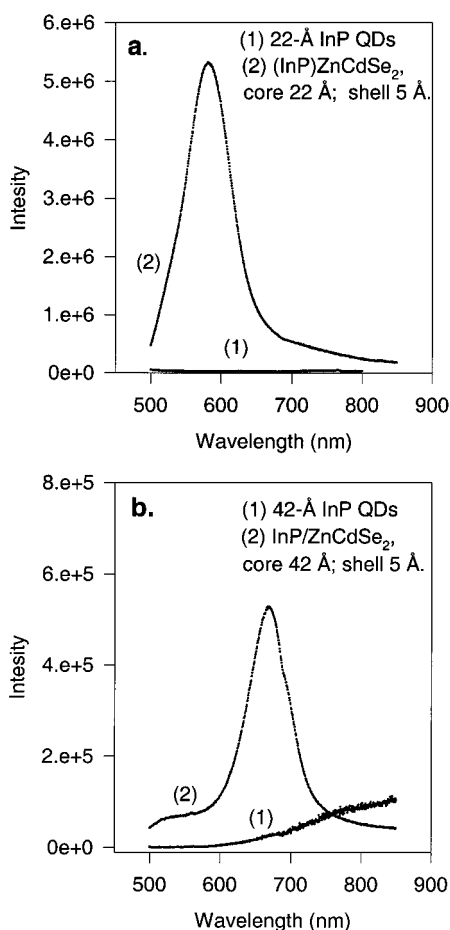 a.
(1) 22-Å InP QDs
(2) (InP)ZnCdSe₂,
core 22 Å; shell 5 Å.
6.e+6
5.e+6
4.e+6
3.e+6
2.e+6
1.e+6
0e+0
Intesity
(2)
(1)
500 600 700 800 900
Wavelength (nm)
b.
(1) 42-Å InP QDs
(2) InP/ZnCdSe₂,
core 42 Å; shell 5 Å.
8.e+5
6.e+5
4.e+5
2.e+5
0e+0
Intesity
(2)
(1)
500 600 700 800 900
Wavelength (nm)